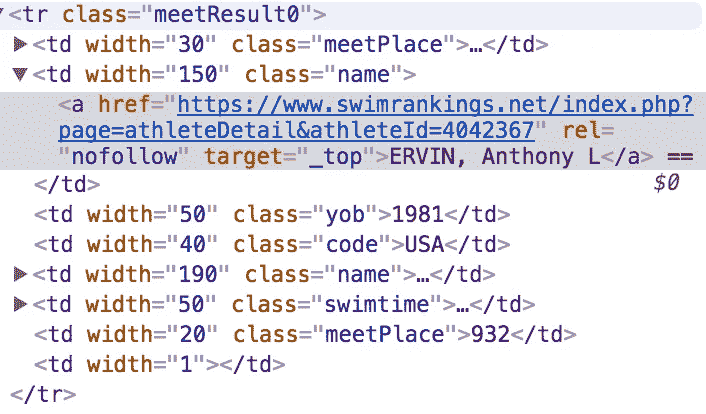 <tr class="meetResult0">
<td width="30" class="meetPlace">…</td>
<td width="150" class="name">
<a href="https://www.swimrankings.net/index.php?
page=athleteDetail&athleteId=4042367" rel=
"nofollow" target="_top">ERVIN, Anthony L</a> ==
</td> $0
<td width="50" class="yob">1981</td>
<td width="40" class="code">USA</td>
<td width="190" class="name">…</td>
<td width="50" class="swimtime">…</td>
<td width="20" class="meetPlace">932</td>
<td width="1"></td>
</tr>